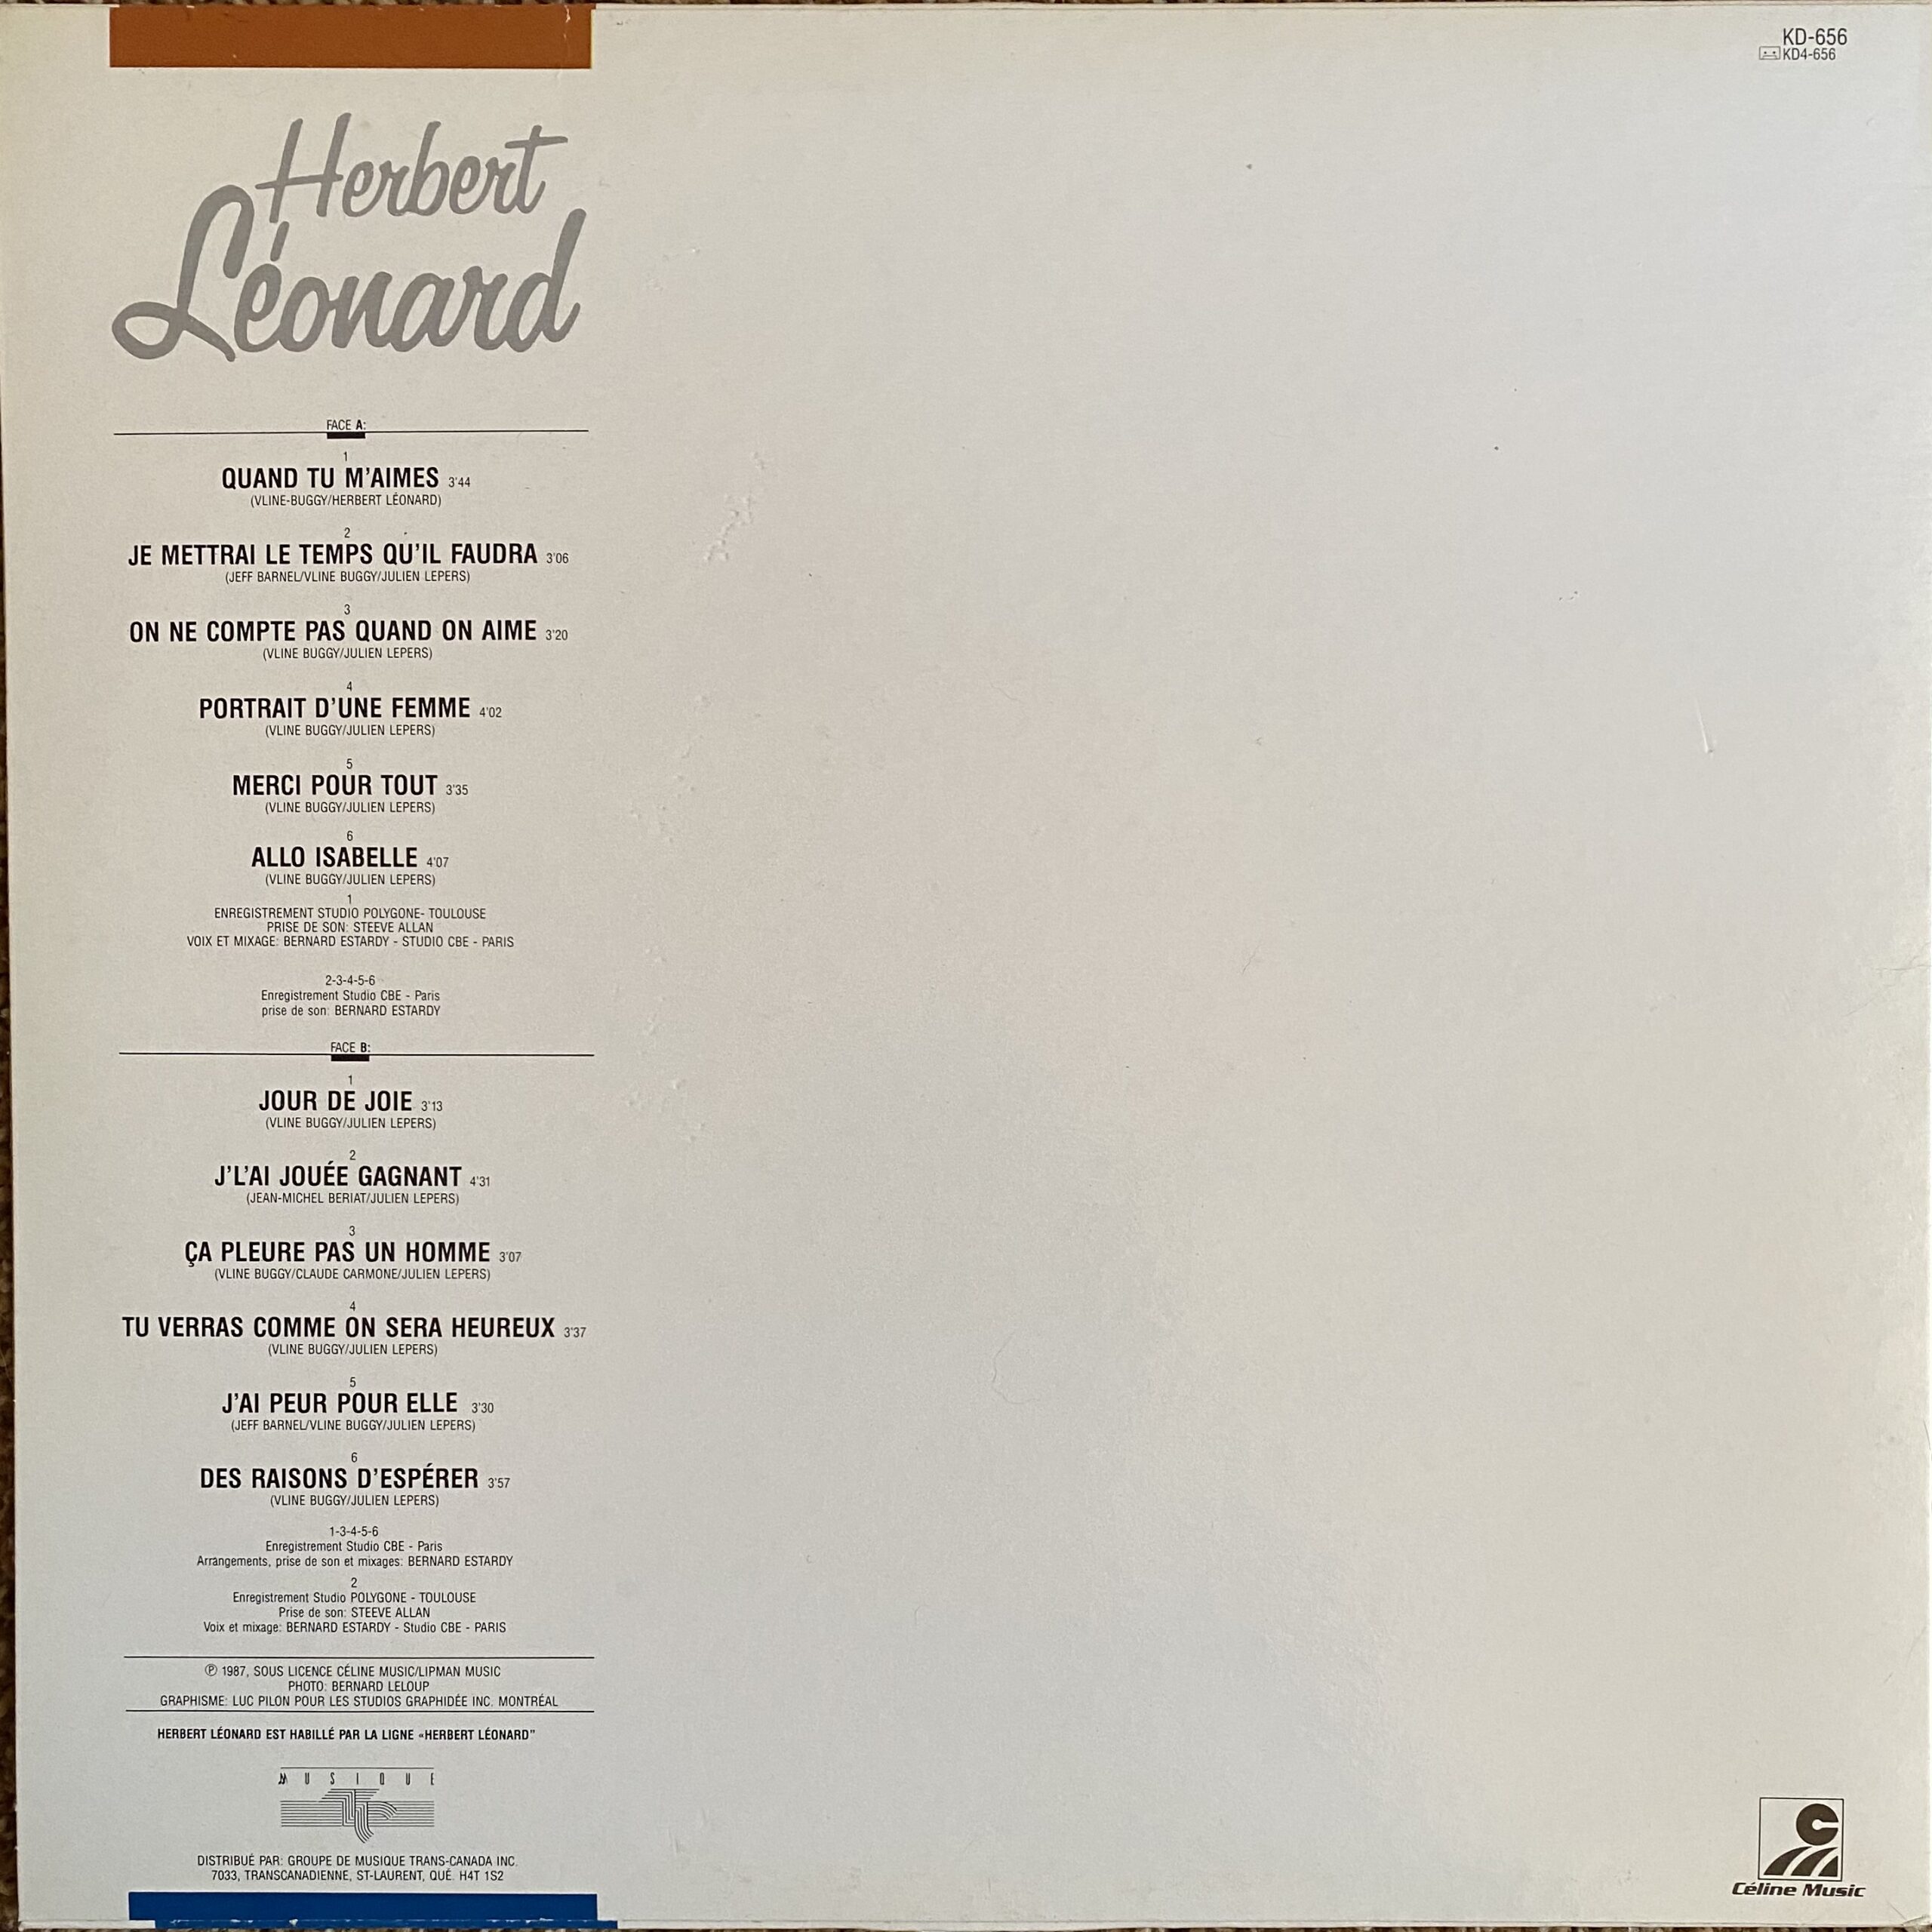 KD-656
KD4-656
Herbert
Léonard
FACE A:
1
QUAND TU M'AIMES 3'44
(VLINE-BUGGY/HERBERT LÉONARD)
2
JE METTRAI LE TEMPS QU'IL FAUDRA 3'06
(JEFF BARNEL/VLINE BUGGY/JULIEN LEPERS)
3
ON NE COMPTE PAS QUAND ON AIME 3'20
(VLINE BUGGY/JULIEN LEPERS)
4
PORTRAIT D'UNE FEMME 4'02
(VLINE BUGGY/JULIEN LEPERS)
5
MERCI POUR TOUT 3'35
(VLINE BUGGY/JULIEN LEPERS)
6
ALLO ISABELLE 4'07
(VLINE BUGGY/JULIEN LEPERS)
1
ENREGISTREMENT STUDIO POLYGONE- TOULOUSE
PRISE DE SON: STEEVE ALLAN
VOIX ET MIXAGE: BERNARD ESTARDY - STUDIO CBE - PARIS
2-3-4-5-6
Enregistrement Studio CBE - Paris
prise de son: BERNARD ESTARDY
FACE B:
1
JOUR DE JOIE 3'13
(VLINE BUGGY/JULIEN LEPERS)
2
J'L'AI JOUÉE GAGNANT 4'31
(JEAN-MICHEL BERIAT/JULIEN LEPERS)
3
ÇA PLEURE PAS UN HOMME 3'07
(VLINE BUGGY/CLAUDE CARMONE/JULIEN LEPERS)
4
TU VERRAS COMME ON SERA HEUREUX 3'37
(VLINE BUGGY/JULIEN LEPERS)
5
J'AI PEUR POUR ELLE 3'30
(JEFF BARNEL/VLINE BUGGY/JULIEN LEPERS)
6
DES RAISONS D'ESPÉRER 3'57
(VLINE BUGGY/JULIEN LEPERS)
1-3-4-5-6
Enregistrement Studio CBE - Paris
Arrangements, prise de son et mixages: BERNARD ESTARDY
2
Enregistrement Studio POLYGONE - TOULOUSE
Prise de son: STEEVE ALLAN
Voix et mixage: BERNARD ESTARDY - Studio CBE - PARIS
℗ 1987, SOUS LICENCE CÉLINE MUSIC/LIPMAN MUSIC
PHOTO: BERNARD LELOUP
GRAPHISME: LUC PILON POUR LES STUDIOS GRAPHIDÉE INC. MONTRÉAL
HERBERT LÉONARD EST HABILLÉ PAR LA LIGNE «HERBERT LÉONARD"
MUSIQUE
DISTRIBUÉ PAR: GROUPE DE MUSIQUE TRANS-CANADA INC.
7033, TRANSCANADIENNE, ST-LAURENT, QUÉ. H4T 1S2
Céline Music